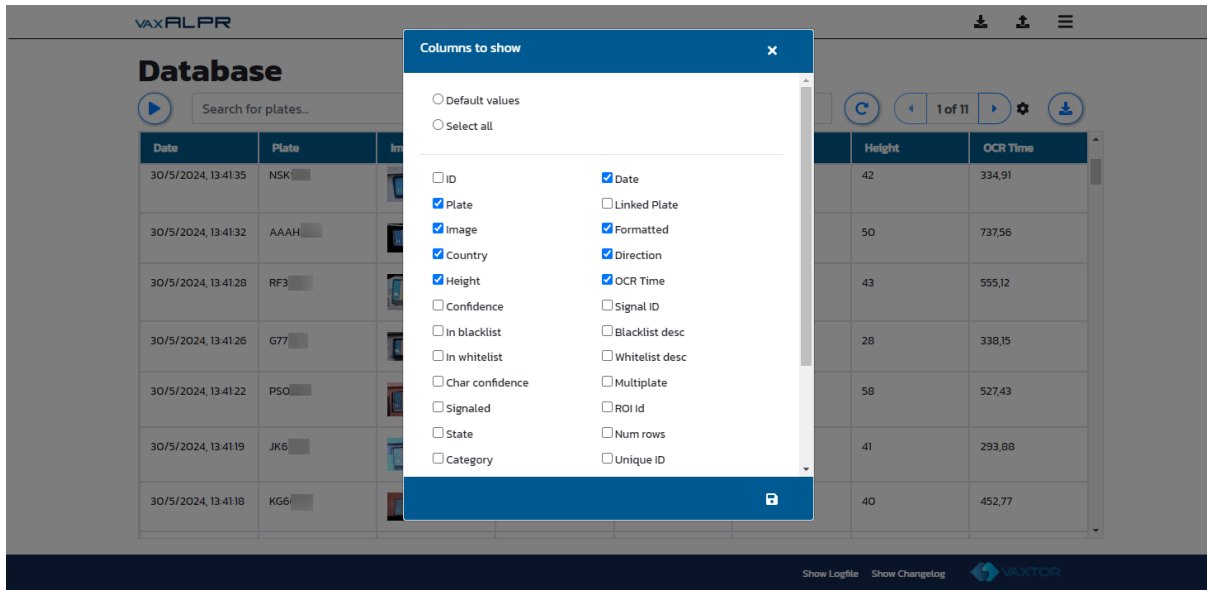 VAXALPR
Columns to show
Database
Search for plates...
1 of 11
Default values
Select all
Date Plate Height OCR Time
ID Date
Plate Linked Plate
Image Formatted
Country Direction
Height OCR Time
Confidence Signal ID
In blacklist Blacklist desc
In whitelist Whitelist desc
Char confidence Multiplate
Signaled ROI Id
State Num rows
Category Unique ID
30/5/2024, 13:41:35 NSK 42 334,91
30/5/2024, 13:41:32 AAAH 50 737,56
30/5/2024, 13:41:28 RF3 43 555,12
30/5/2024, 13:41:26 G77 28 338,15
30/5/2024, 13:41:22 PSO 58 527,43
30/5/2024, 13:41:19 JK6 41 293,88
30/5/2024, 13:41:18 KG6 40 452,77
Show Logfile Show Changelog VAXTOR